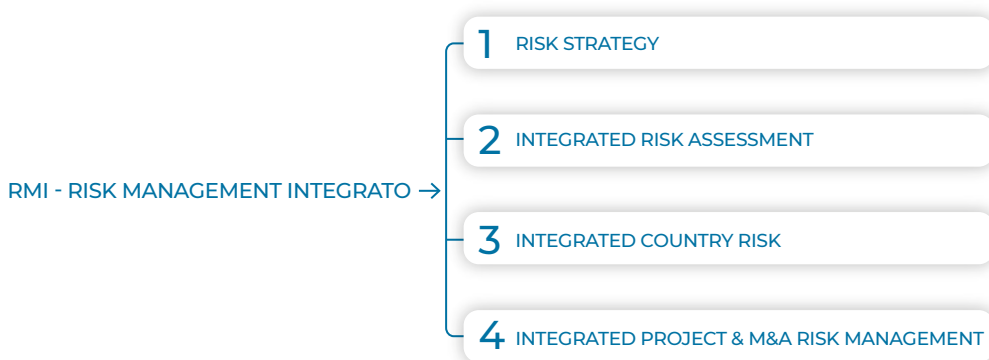 1 RISK STRATEGY
2 INTEGRATED RISK ASSESSMENT
RMI - RISK MANAGEMENT INTEGRATO →
3 INTEGRATED COUNTRY RISK
4 INTEGRATED PROJECT & M&A RISK MANAGEMENT